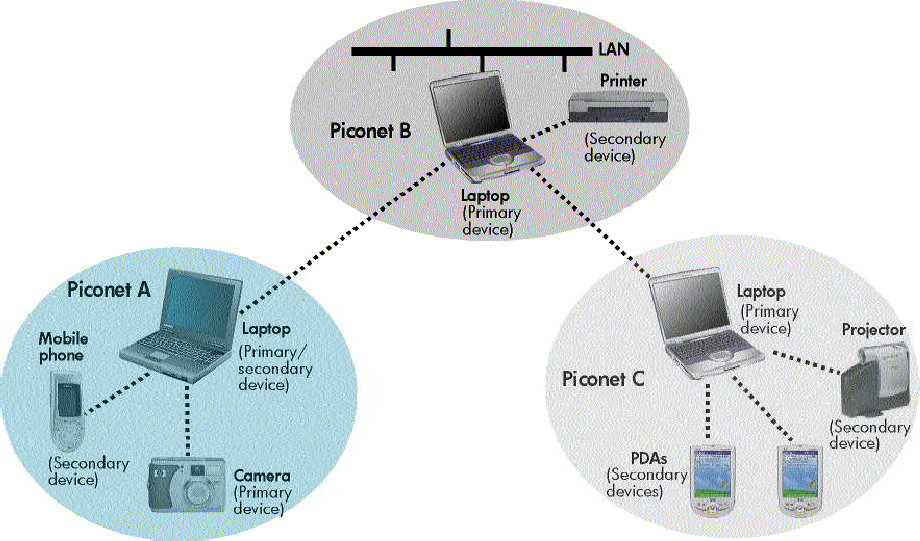 LAN
Printer
Piconet B
(Secondary
device)
Laptop
(Primary
device)
Piconet A
Laptop
(Primary/
secondary
device)
Mobile
phone
(Secondary
device)
Camera
(Primary
device)
Laptop
(Primary
device)
Projector
Piconet C
(Secondary
device)
PDAs
(Secondary
devices)